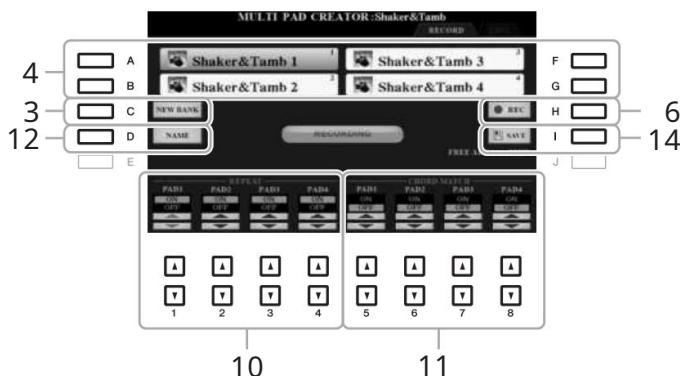 MULTI PAD CREATOR :Shaker&Tamb
RECORD
4
A
Shaker&Tamb 1
1
Shaker&Tamb 3
3
F
B
Shaker&Tamb 2
2
Shaker&Tamb 4
4
G
3
C
NEW BANK
REC
H
6
12
D
NAME
RECORDING
SAVE
I
14
E
FREE
J
REPEAT
CHORD MATCH
PAD1 PAD2 PAD3 PAD4 PAD1 PAD2 PAD3 PAD4
ON ON ON ON ON ON ON ON
OFF OFF OFF OFF OFF OFF OFF OFF
1 2 3 4 5 6 7 8
10 11